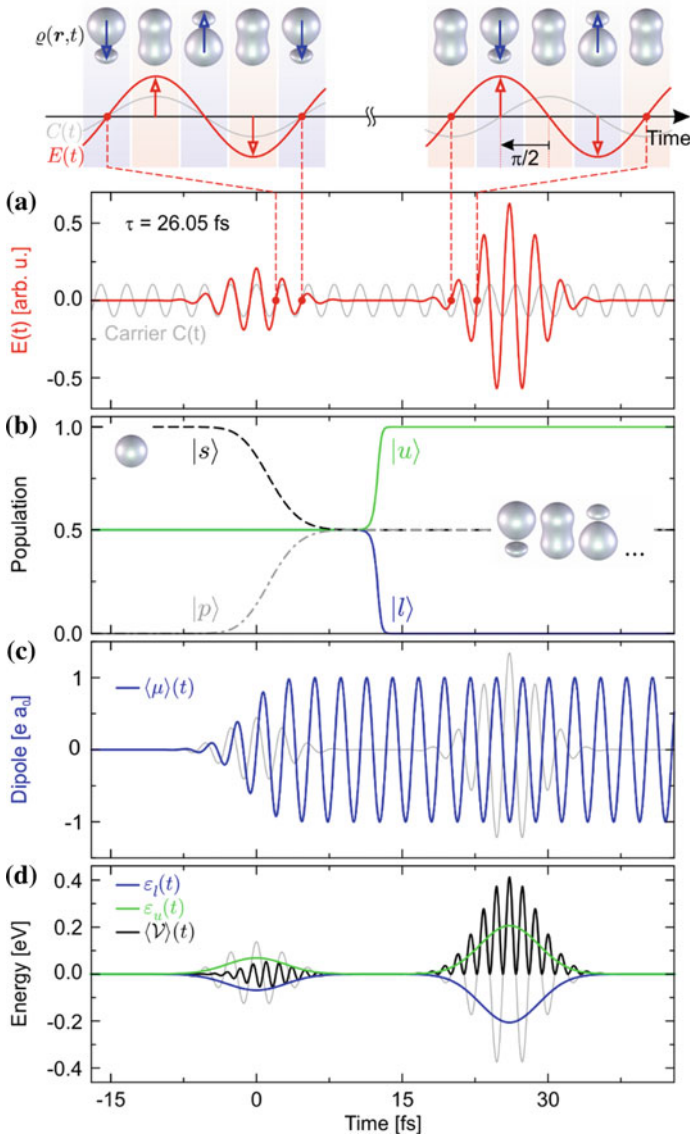 ϱ(r,t)
C(t)
E(t)
Time
π/2
(a)
τ = 26.05 fs
E(t) [arb. u.]
0.5
0.0
-0.5
Carrier C(t)
(b)
Population
1.0
0.5
0.0
|s⟩
|u⟩
|p⟩
|l⟩
...
(c)
Dipole [e a₀]
1
0
-1
⟨μ⟩(t)
(d)
Energy [eV]
0.4
0.2
0.0
-0.2
-0.4
εₗ(t)
εᵤ(t)
⟨𝒱⟩(t)
-15 0 15 30
Time [fs]